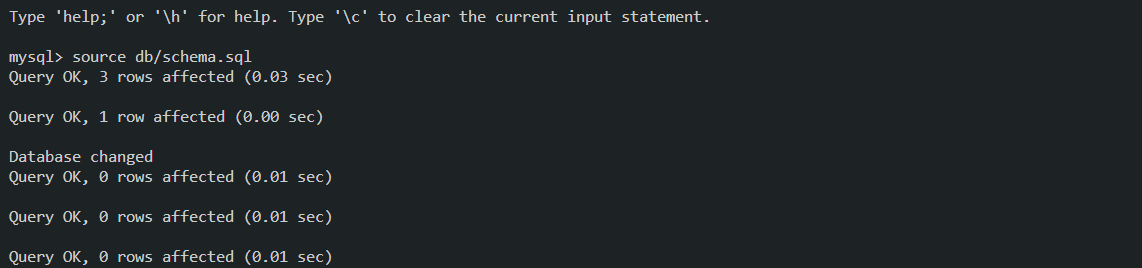 Type 'help;' or '\h' for help. Type '\c' to clear the current input statement.
mysql> source db/schema.sql
Query OK, 3 rows affected (0.03 sec)
Query OK, 1 row affected (0.00 sec)
Database changed
Query OK, 0 rows affected (0.01 sec)
Query OK, 0 rows affected (0.01 sec)
Query OK, 0 rows affected (0.01 sec)